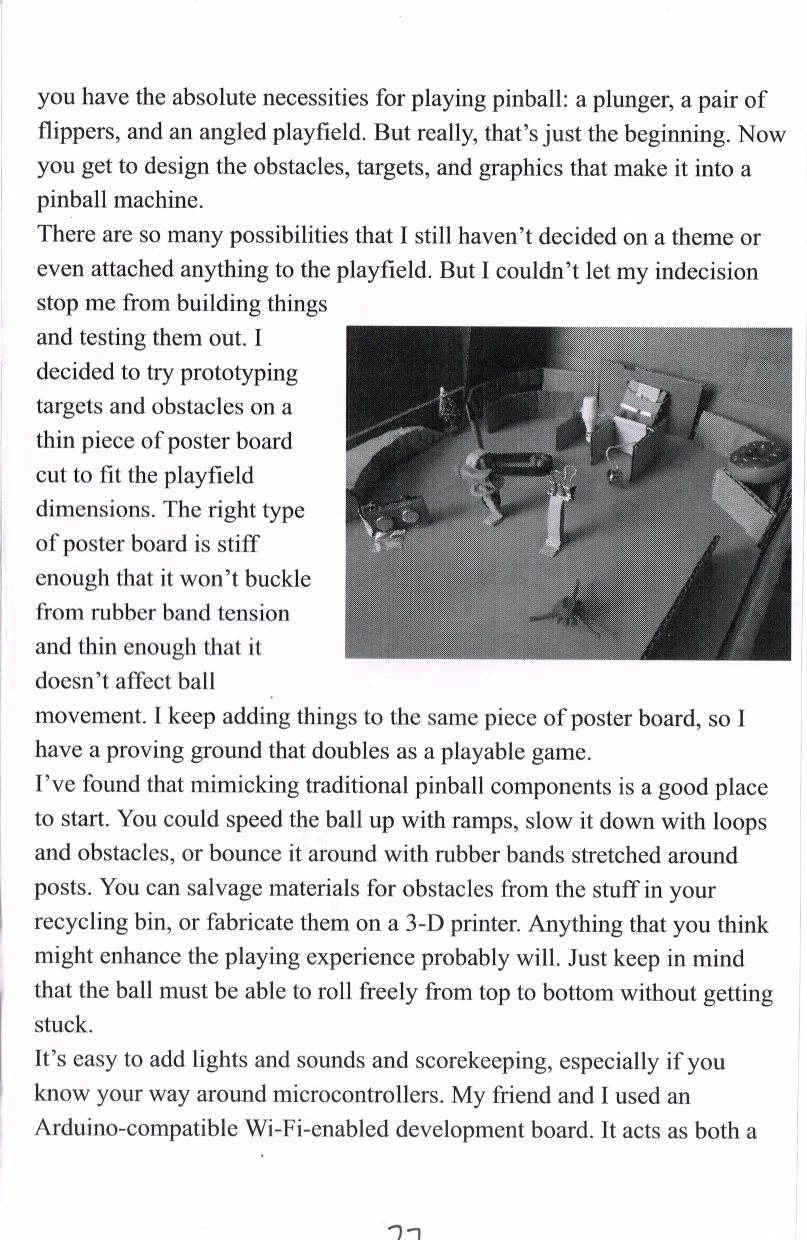 you have the absolute necessities for playing pinball: a plunger, a pair of
flippers, and an angled playfield. But really, that’s just the beginning. Now
you get to design the obstacles, targets, and graphics that make it into a
pinball machine.
There are so many possibilities that I still haven’t decided on a theme or
even attached anything to the playfield. But I couldn’t let my indecision
stop me from building things
and testing them out. I
decided to try prototyping
targets and obstacles on a
thin piece of poster board
cut to fit the playfield
dimensions. The right type
of poster board is stiff
enough that it won’t buckle
from rubber band tension
and thin enough that it
doesn’t affect ball
movement. I keep adding things to the same piece of poster board, so I
have a proving ground that doubles as a playable game.
I’ve found that mimicking traditional pinball components is a good place
to start. You could speed the ball up with ramps, slow it down with loops
and obstacles, or bounce it around with rubber bands stretched around
posts. You can salvage materials for obstacles from the stuff in your
recycling bin, or fabricate them on a 3-D printer. Anything that you think
might enhance the playing experience probably will. Just keep in mind
that the ball must be able to roll freely from top to bottom without getting
stuck.
It’s easy to add lights and sounds and scorekeeping, especially if you
know your way around microcontrollers. My friend and I used an
Arduino-compatible Wi-Fi-enabled development board. It acts as both a